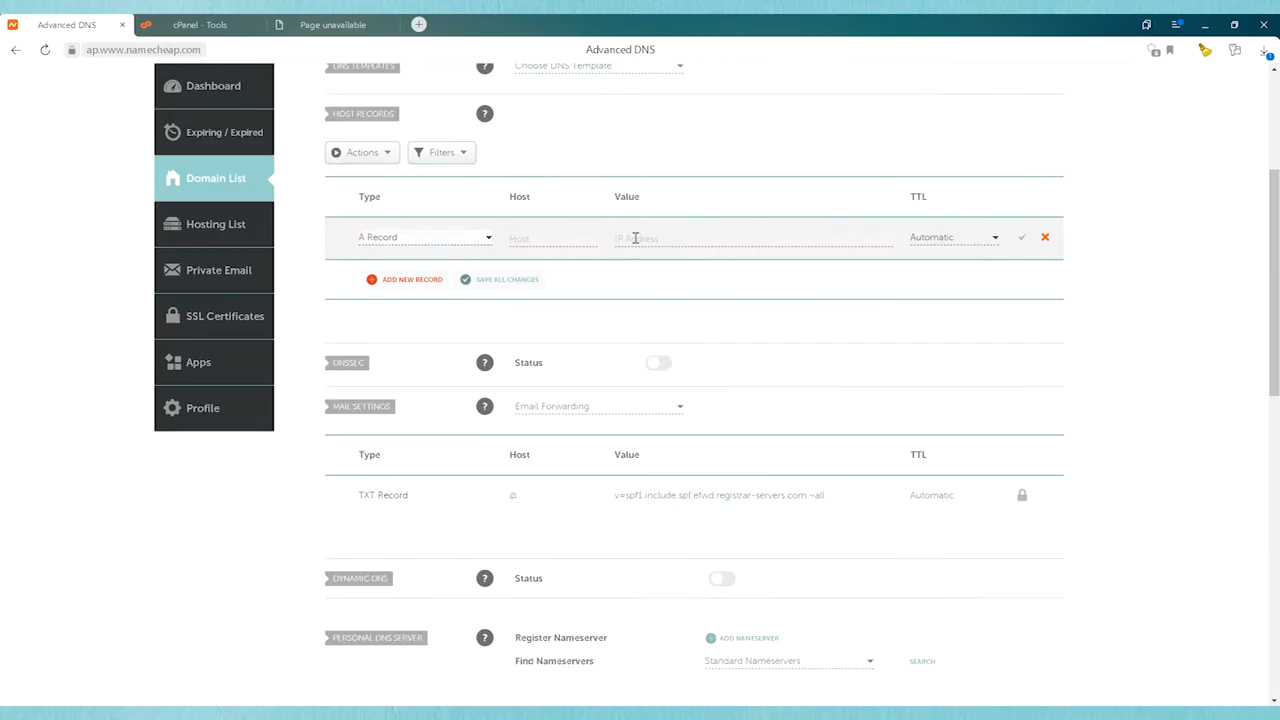 Advanced DNS
cPanel - Tools
Page unavailable
ap.www.namecheap.com
Advanced DNS
DNS TEMPLATES ? Choose DNS Template
Dashboard
HOST RECORDS ?
Expiring / Expired
Actions Filters
Domain List
Type Host Value TTL
Hosting List
A Record Host IP Address Automatic
Private Email
ADD NEW RECORD SAVE ALL CHANGES
SSL Certificates
Apps
DNSSEC ? Status
Profile
MAIL SETTINGS ? Email Forwarding
Type Host Value TTL
TXT Record @ v=spf1 include spf efwd registrar-servers.com ~all Automatic
DYNAMIC DNS ? Status
PERSONAL DNS SERVER ? Register Nameserver ADD NAMESERVER
Find Nameservers Standard Nameservers SEARCH